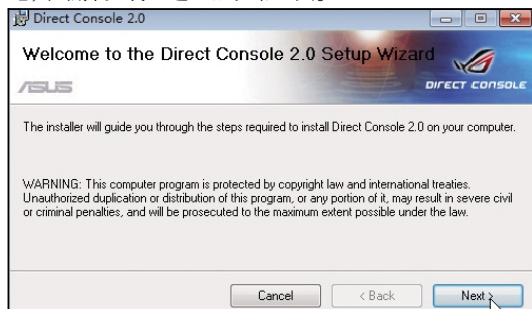 Direct Console 2.0
Welcome to the Direct Console 2.0 Setup Wizard
ASUS
DIRECT CONSOLE
The installer will guide you through the steps required to install Direct Console 2.0 on your computer.
WARNING: This computer program is protected by copyright law and international treaties.
Unauthorized duplication or distribution of this program, or any portion of it, may result in severe civil
or criminal penalties, and will be prosecuted to the maximum extent possible under the law.
Cancel < Back Next >